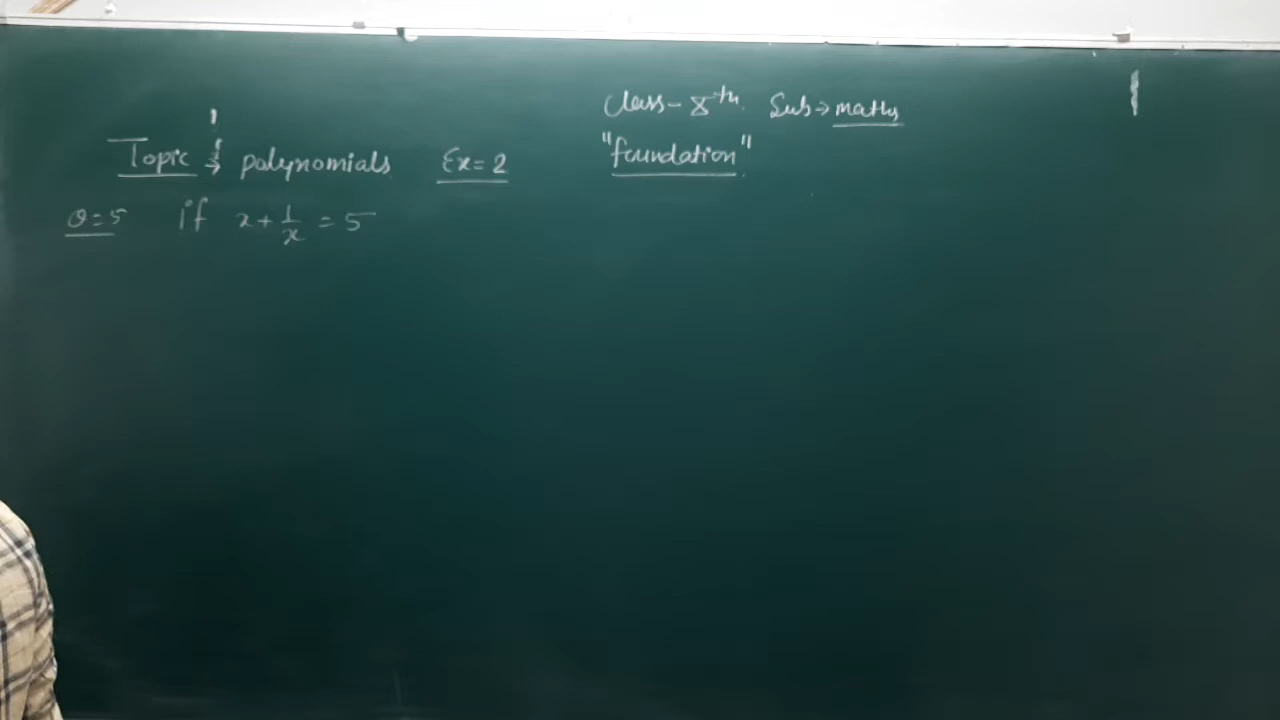 Class- 8th. Sub→ maths
Topic → polynomials Ex=2 "foundation"
Q=5 if x + 1/x = 5